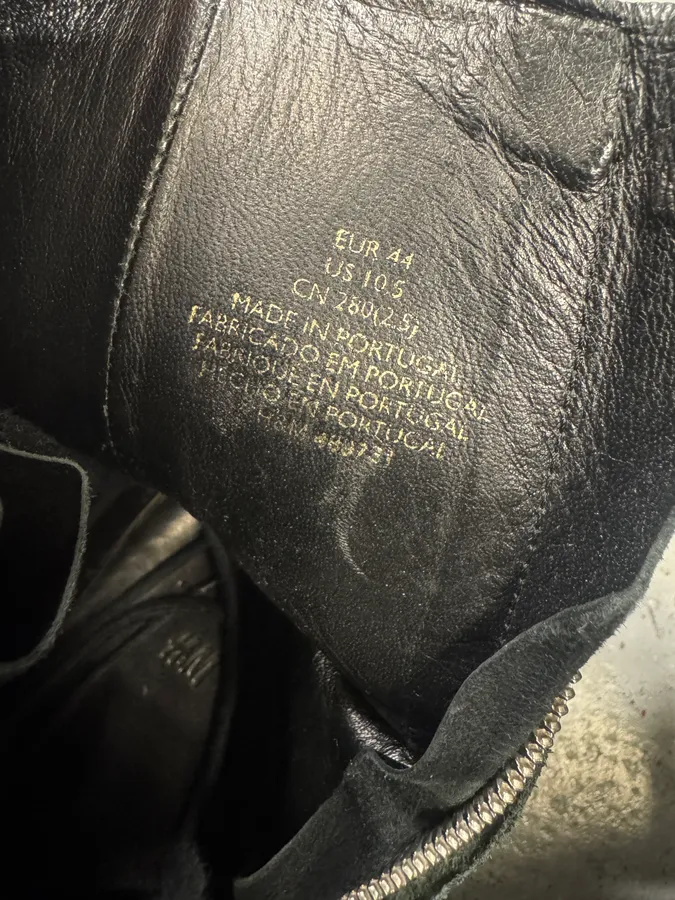 EUR 44
US 10.5
CN 280(2.5)
MADE IN PORTUGAL
FABRICADO EM PORTUGAL
FABRIQUE EN PORTUGAL
HECHO EN PORTUGAL
H&M